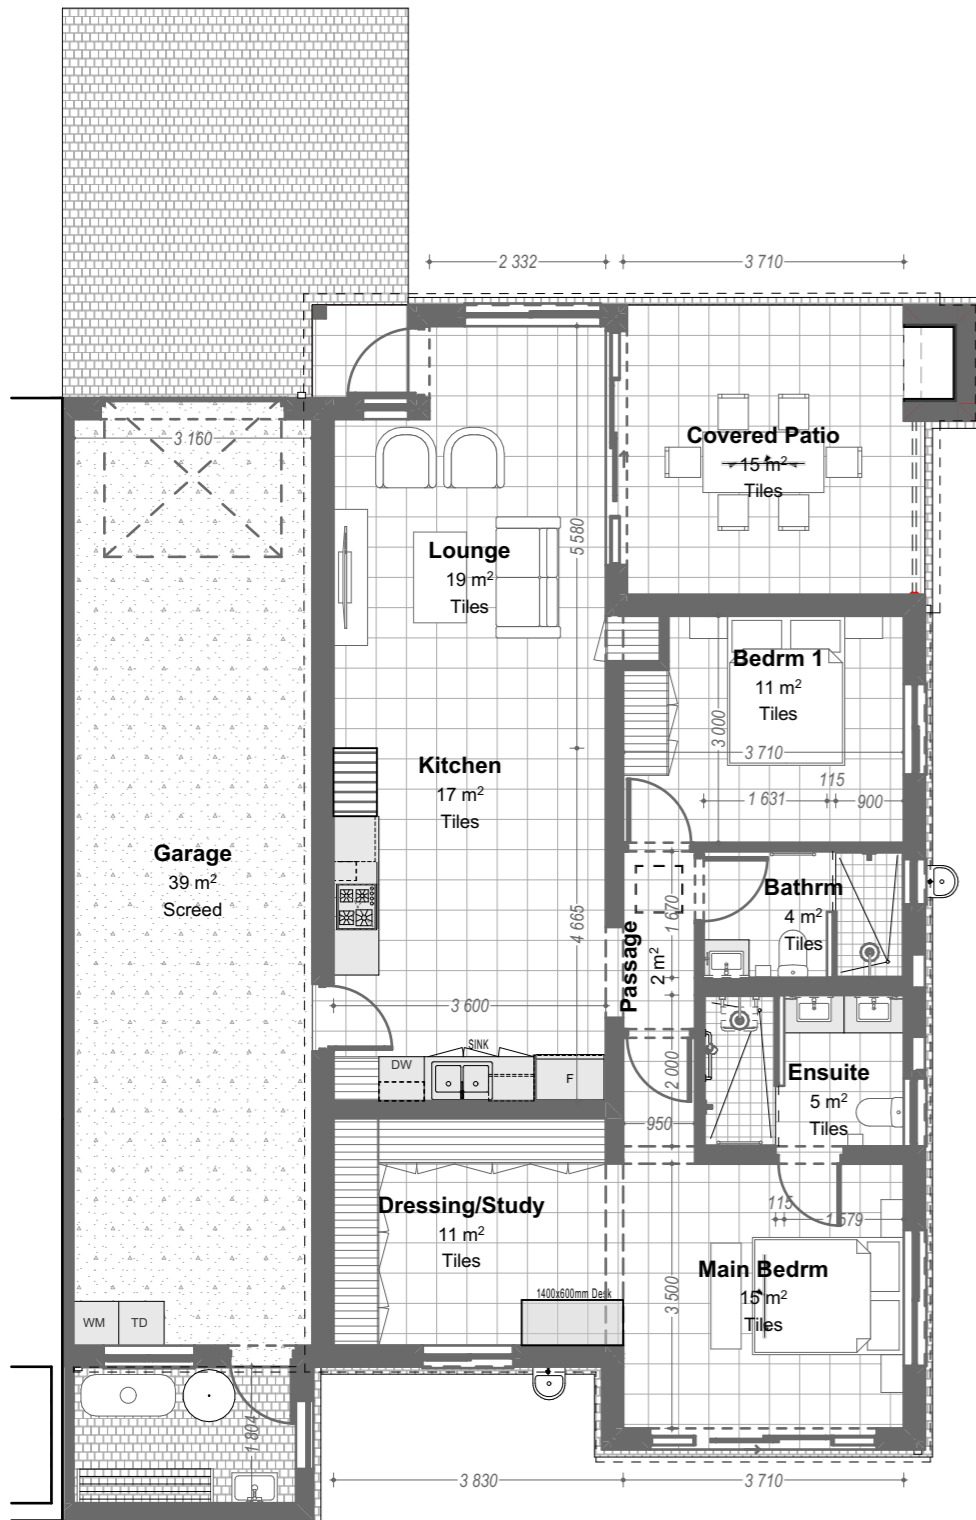 2 332
3 710
3 160
Covered Patio
15 m²
Tiles
Lounge
19 m²
Tiles
5 580
Bedrm 1
11 m²
Tiles
3 000
3 710
115
1 631
900
Kitchen
17 m²
Tiles
Garage
39 m²
Screed
Bathrm
4 m²
Tiles
1 670
4 665
Passage
2 m²
3 600
SINK
DW
F
2 000
Ensuite
5 m²
Tiles
950
Dressing/Study
11 m²
Tiles
115
1 579
Main Bedrm
15 m²
Tiles
3 500
1400x600mm Desk
WM
TD
1 804
3 830
3 710